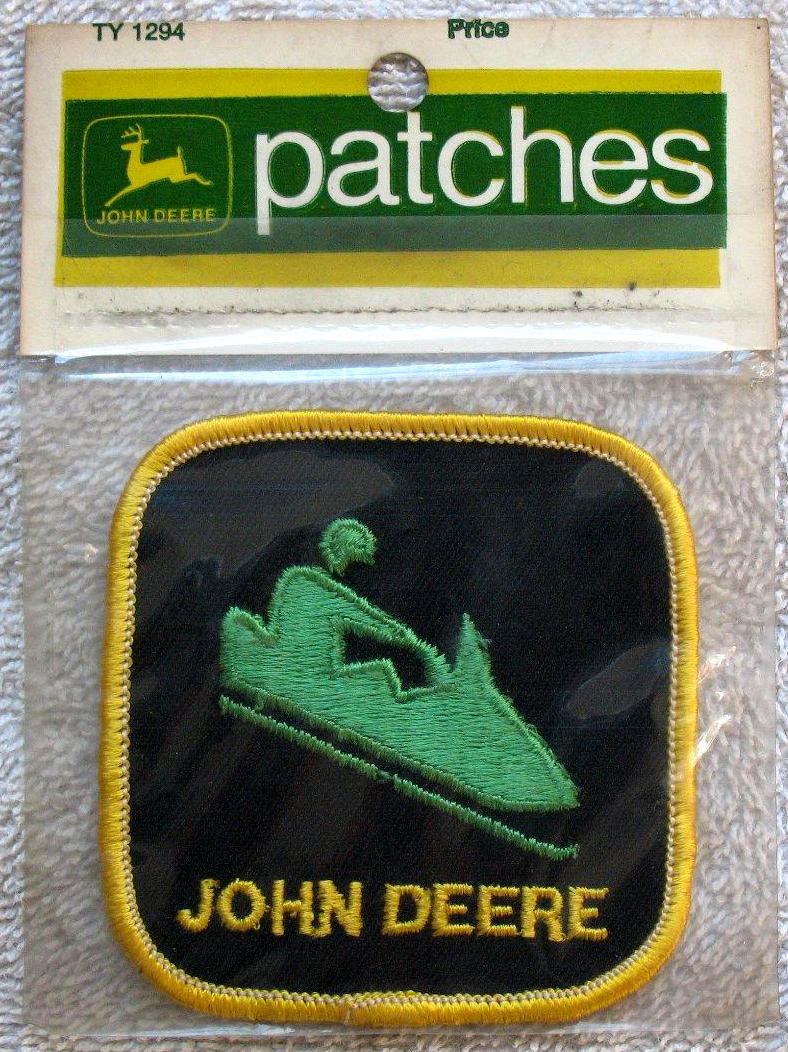 TY 1294 Price
JOHN DEERE
patches
JOHN DEERE